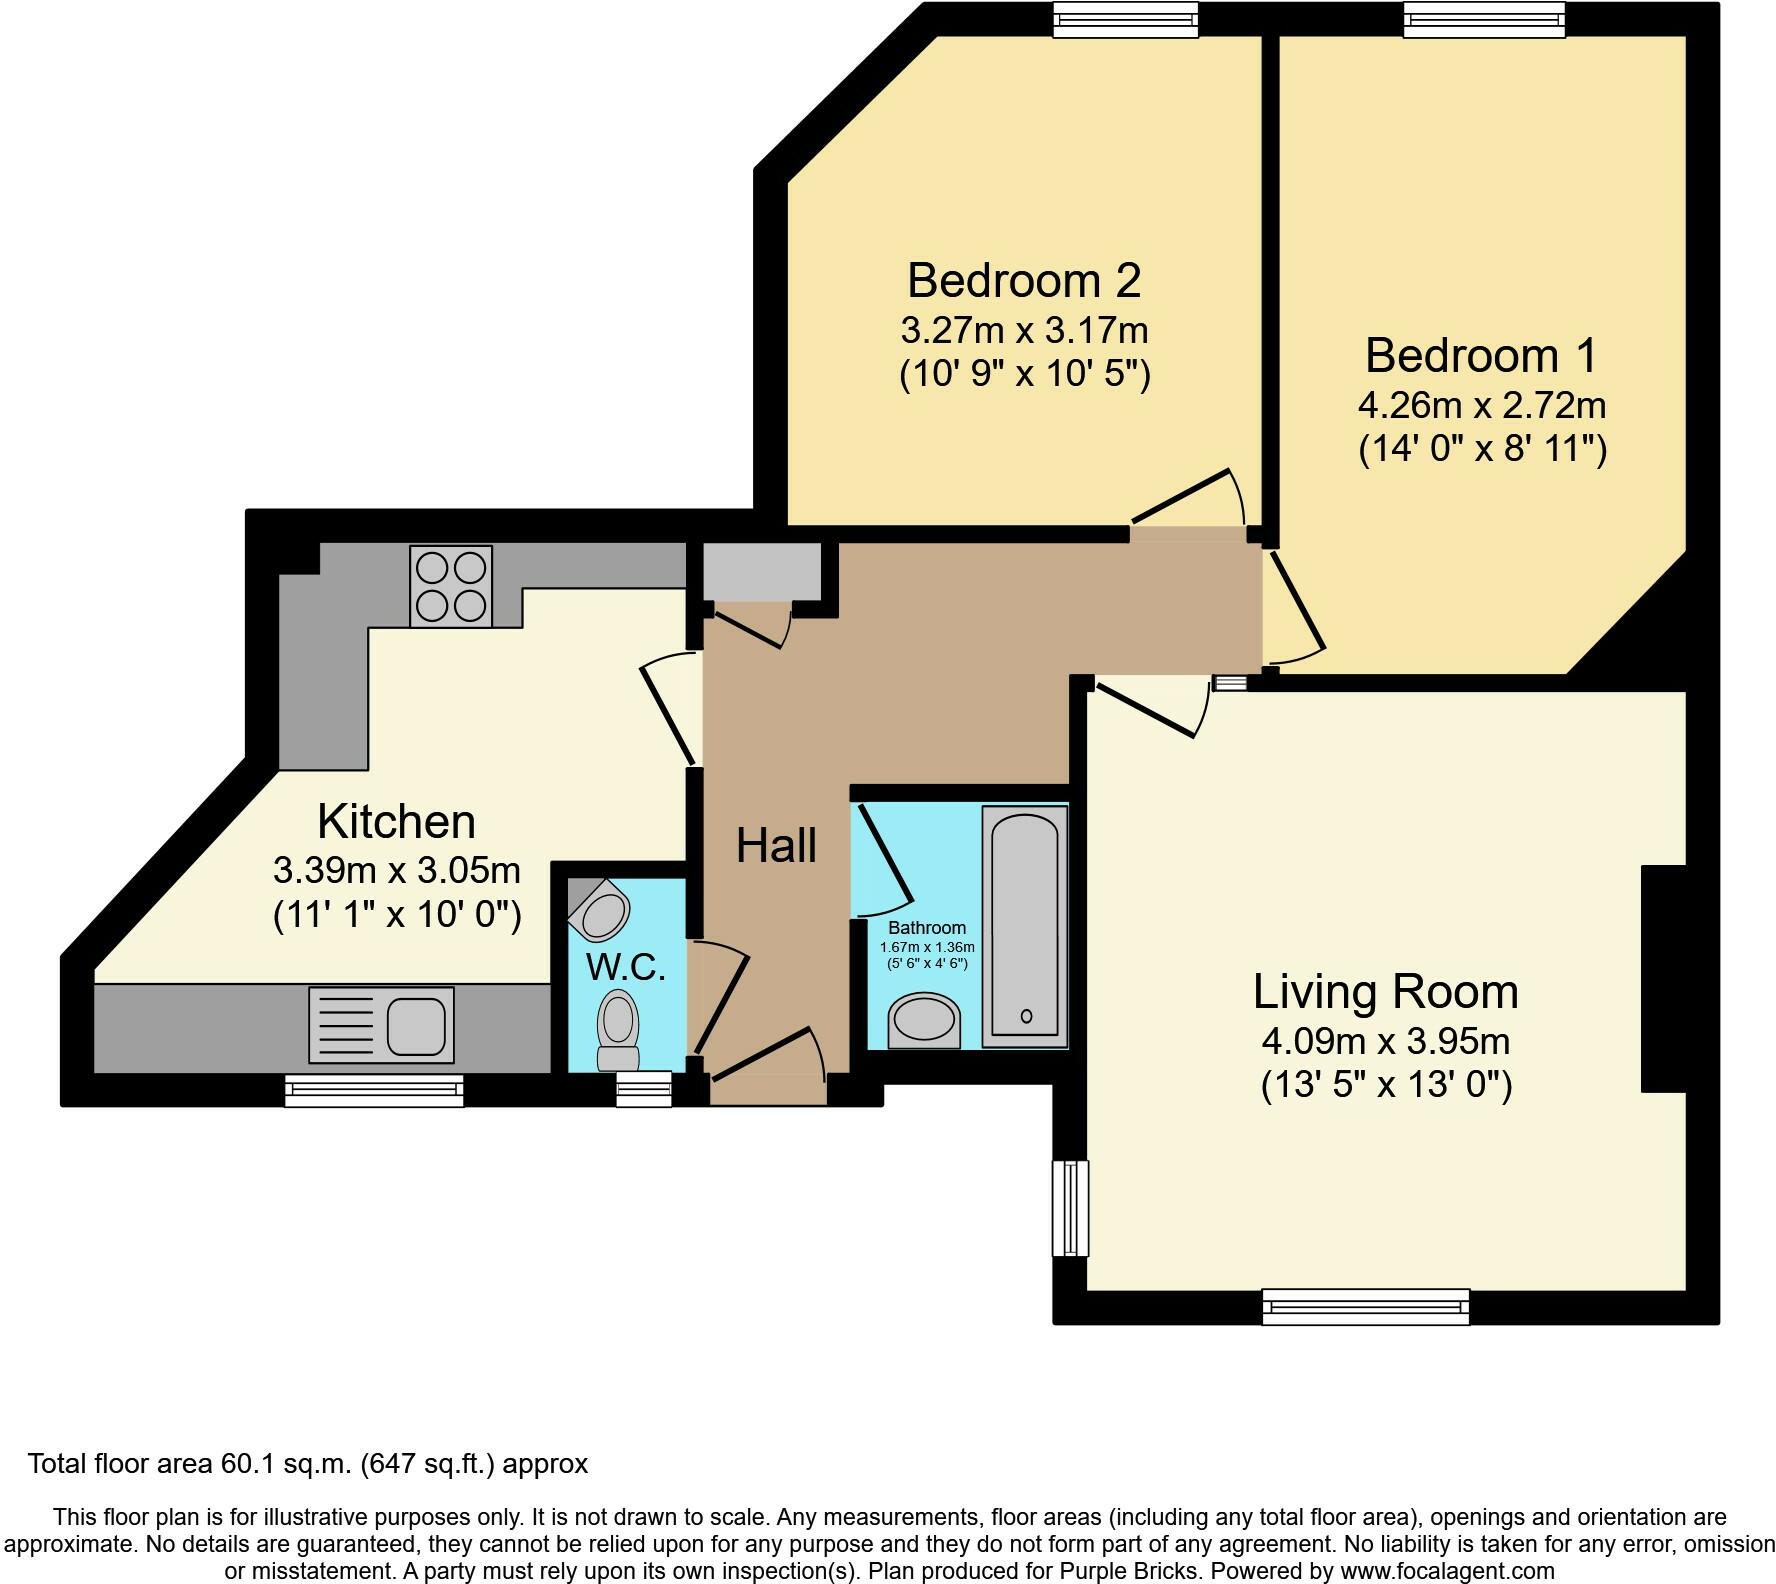 Bedroom 2
3.27m x 3.17m
(10' 9" x 10' 5")
Bedroom 1
4.26m x 2.72m
(14' 0" x 8' 11")
Kitchen
3.39m x 3.05m
(11' 1" x 10' 0")
Hall
W.C.
Bathroom
1.67m x 1.36m
(5' 6" x 4' 6")
Living Room
4.09m x 3.95m
(13' 5" x 13' 0")
Total floor area 60.1 sq.m. (647 sq.ft.) approx
This floor plan is for illustrative purposes only. It is not drawn to scale. Any measurements, floor areas (including any total floor area), openings and orientation are
approximate. No details are guaranteed, they cannot be relied upon for any purpose and they do not form part of any agreement. No liability is taken for any error, omission
or misstatement. A party must rely upon its own inspection(s). Plan produced for Purple Bricks. Powered by www.focalagent.com